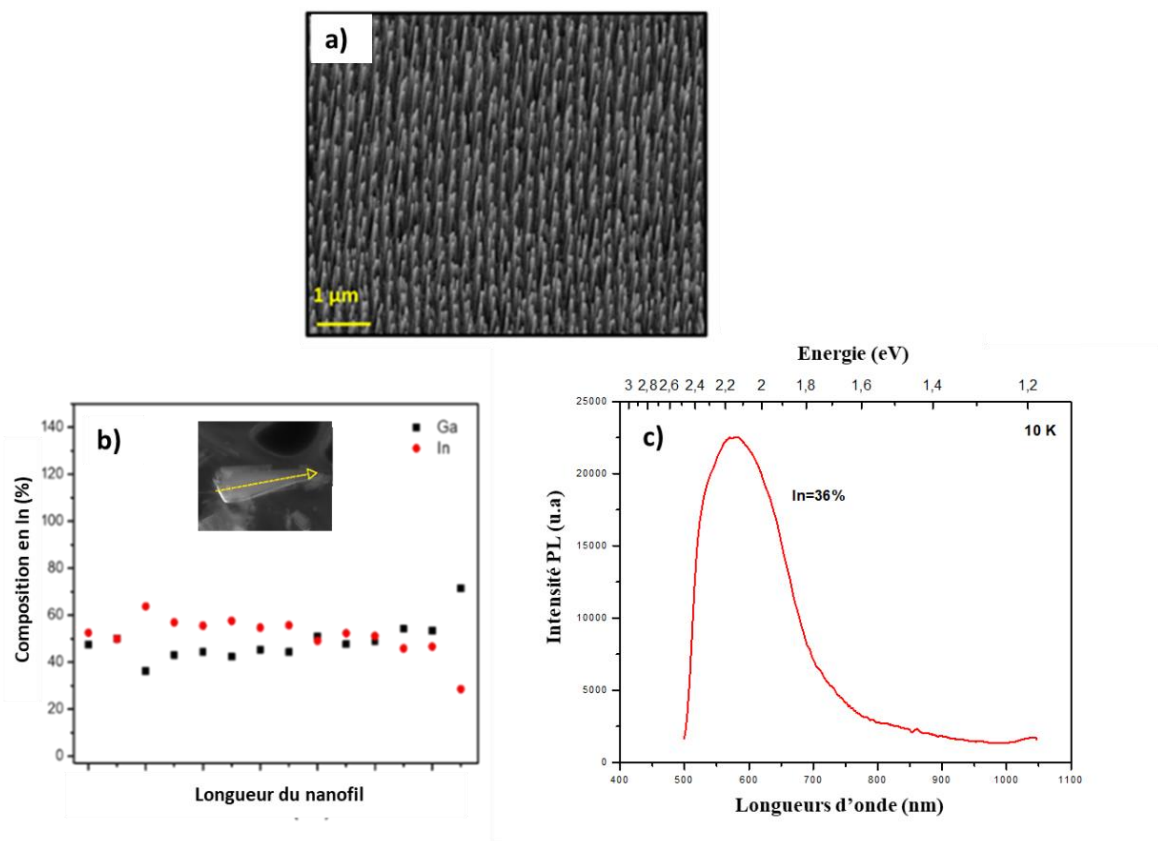 a)
1 µm
b)
Ga
In
140
120
100
80
60
40
20
0
Composition en In (%)
Longueur du nanofil
Energie (eV)
3 2,8 2,6 2,4 2,2 2 1,8 1,6 1,4 1,2
c)
10 K
In=36%
25000
20000
15000
10000
5000
0
Intensité PL (u.a)
400 500 600 700 800 900 1000 1100
Longueurs d'onde (nm)